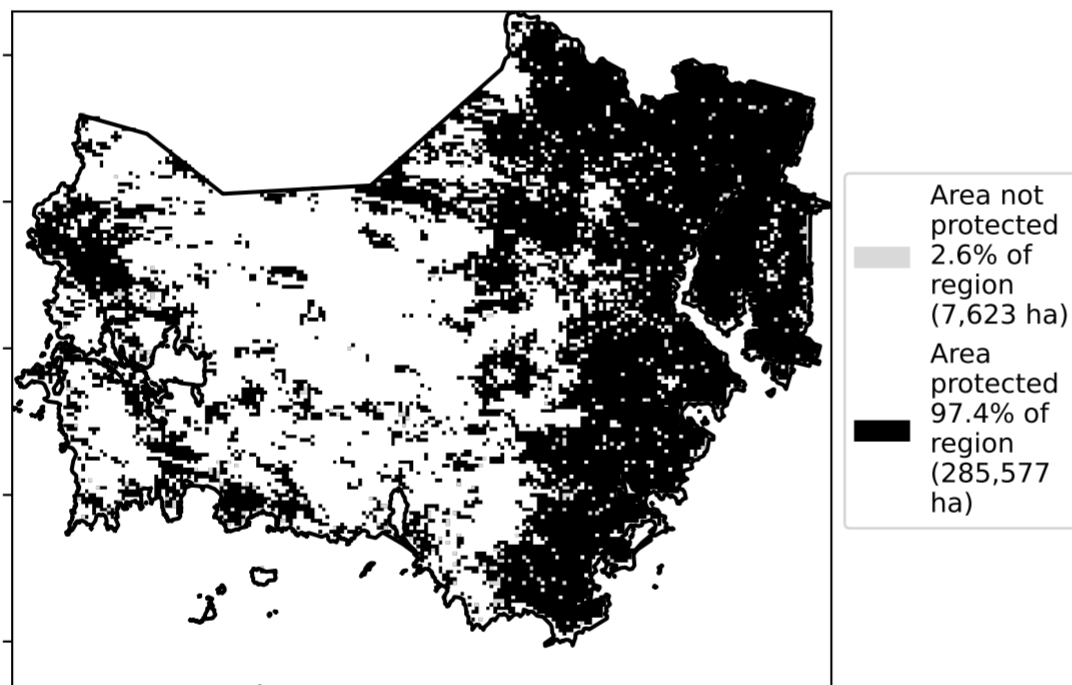 Area not
protected
2.6% of
region
(7,623 ha)
Area
protected
97.4% of
region
(285,577
ha)